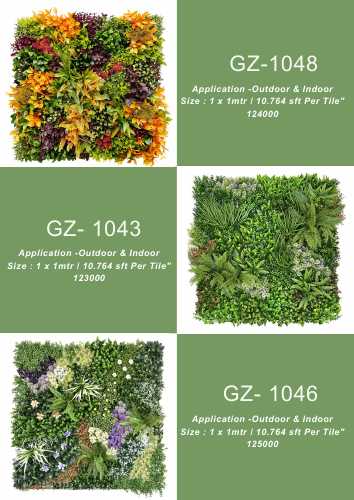 GZ-1048
Application -Outdoor & Indoor
Size : 1 x 1mtr | 10.764 sft Per Tile"
124000
GZ- 1043
Application -Outdoor & Indoor
Size : 1 x 1mtr | 10.764 sft Per Tile"
123000
GZ- 1046
Application -Outdoor & Indoor
Size : 1 x 1mtr | 10.764 sft Per Tile"
125000